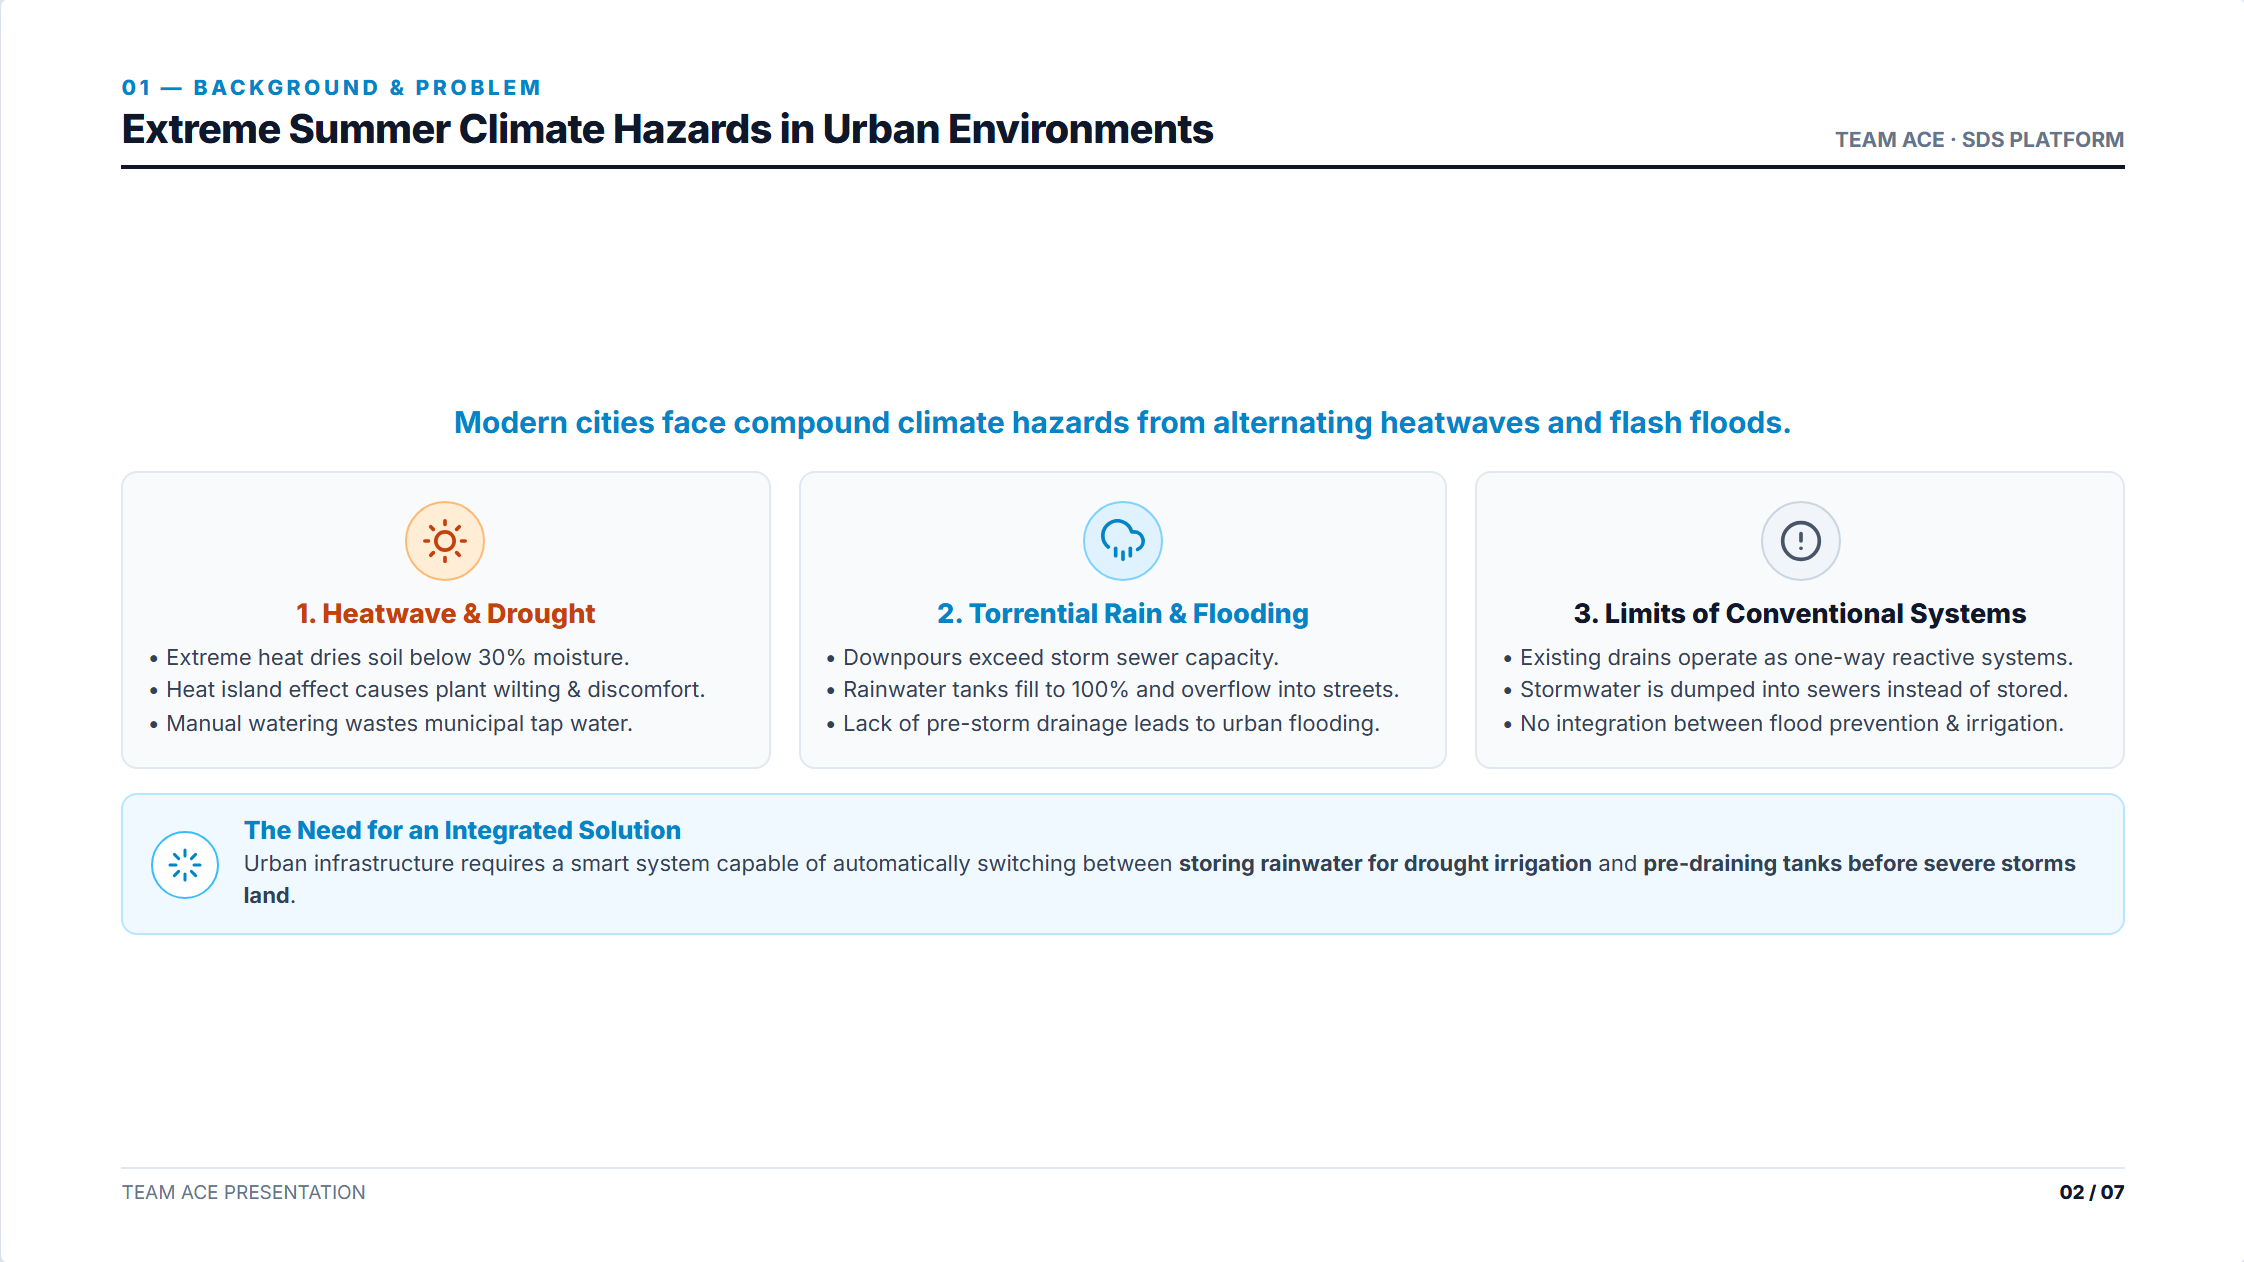 01 — BACKGROUND & PROBLEM
Extreme Summer Climate Hazards in Urban Environments
TEAM ACE · SDS PLATFORM
Modern cities face compound climate hazards from alternating heatwaves and flash floods.
1. Heatwave & Drought
• Extreme heat dries soil below 30% moisture.
• Heat island effect causes plant wilting & discomfort.
• Manual watering wastes municipal tap water.
2. Torrential Rain & Flooding
• Downpours exceed storm sewer capacity.
• Rainwater tanks fill to 100% and overflow into streets.
• Lack of pre-storm drainage leads to urban flooding.
3. Limits of Conventional Systems
• Existing drains operate as one-way reactive systems.
• Stormwater is dumped into sewers instead of stored.
• No integration between flood prevention & irrigation.
The Need for an Integrated Solution
Urban infrastructure requires a smart system capable of automatically switching between storing rainwater for drought irrigation and pre-draining tanks before severe storms
land.
TEAM ACE PRESENTATION
02 / 07